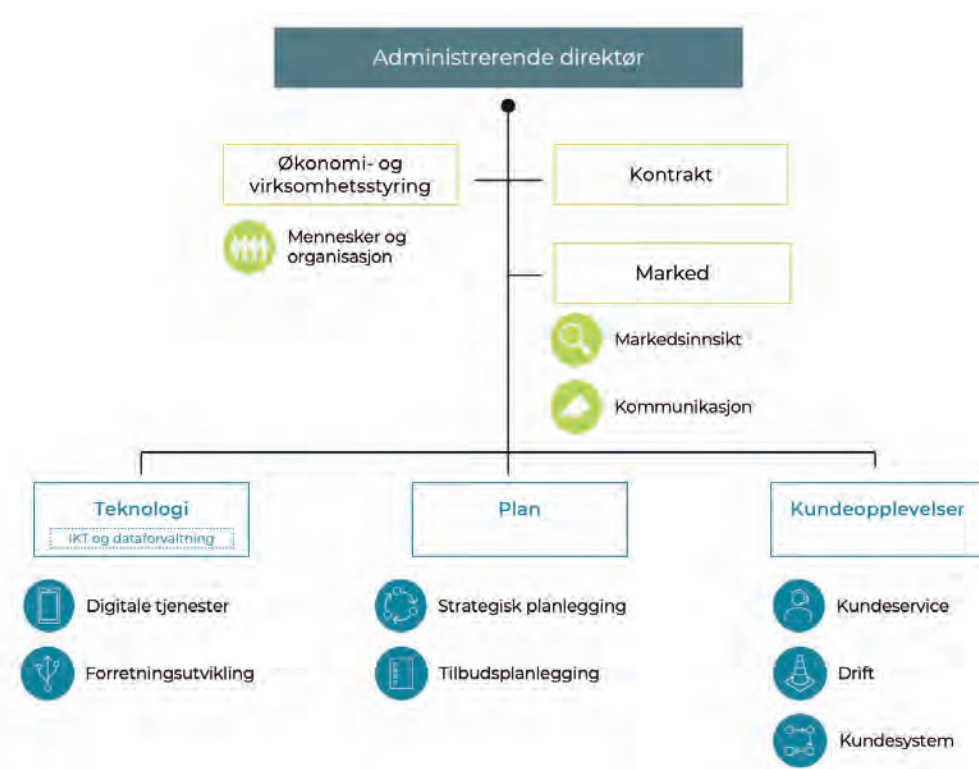 Administrerende direktør
Økonomi- og
virksomhetsstyring
Kontrakt
Mennesker og
organisasjon
Marked
Markedsinnsikt
Kommunikasjon
Teknologi
IKT og dataforvaltning
Plan
Kundeopplevelser
Digitale tjenester
Strategisk planlegging
Kundeservice
Forretningsutvikling
Tilbudsplanlegging
Drift
Kundesystem